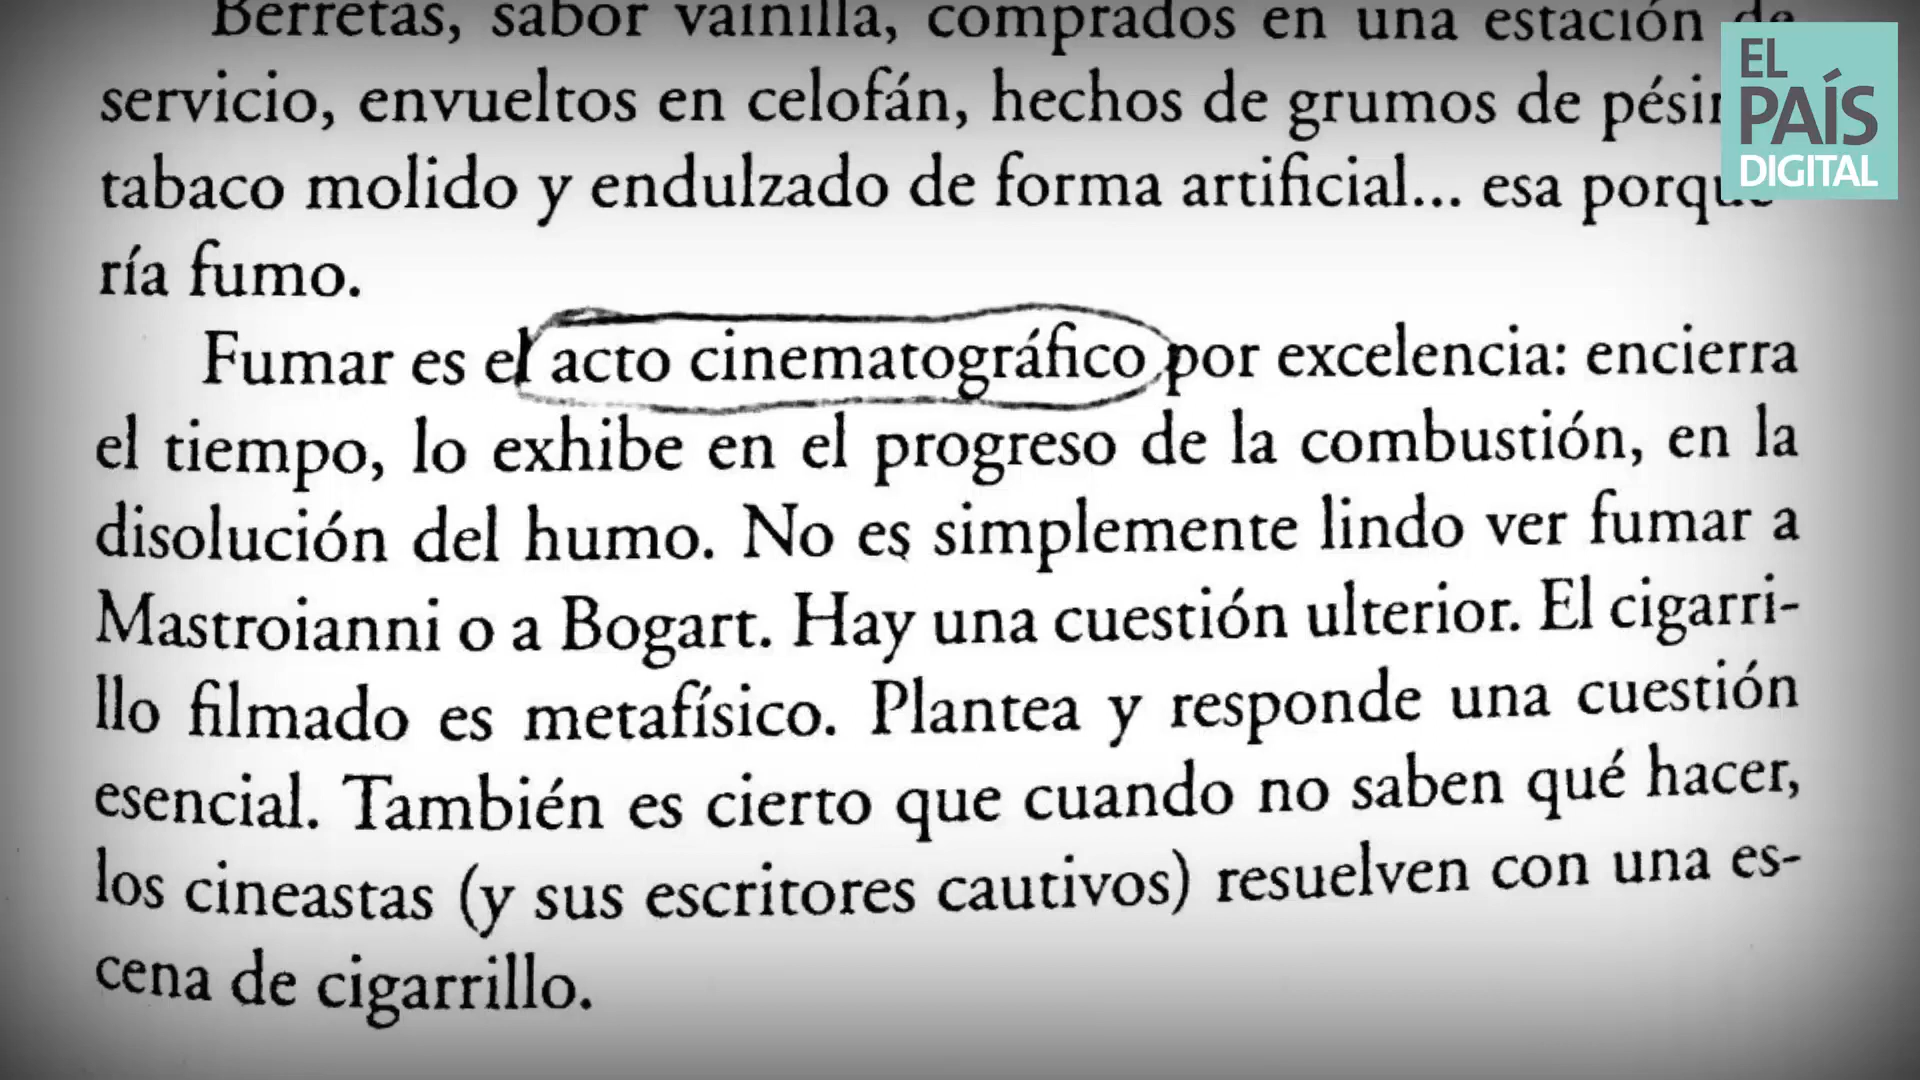 Berretas, sabor vainilla, comprados en una estación de
servicio, envueltos en celofán, hechos de grumos de
tabaco molido y endulzado de forma artificial... esa porque
ría fumo.
Fumar es el acto cinematográfico por excelencia: encierra
el tiempo, lo exhibe en el progreso de la combustión, en la
disolución del humo. No es simplemente lindo ver fumar a
Mastroianni o a Bogart. Hay una cuestión ulterior. El cigarri-
llo filmado es metafísico. Plantea y responde una cuestión
esencial. También es cierto que cuando no saben qué hacer,
los cineastas (y sus escritores cautivos) resuelven con una es-
cena de cigarrillo.
EL
PAÍS
DIGITAL